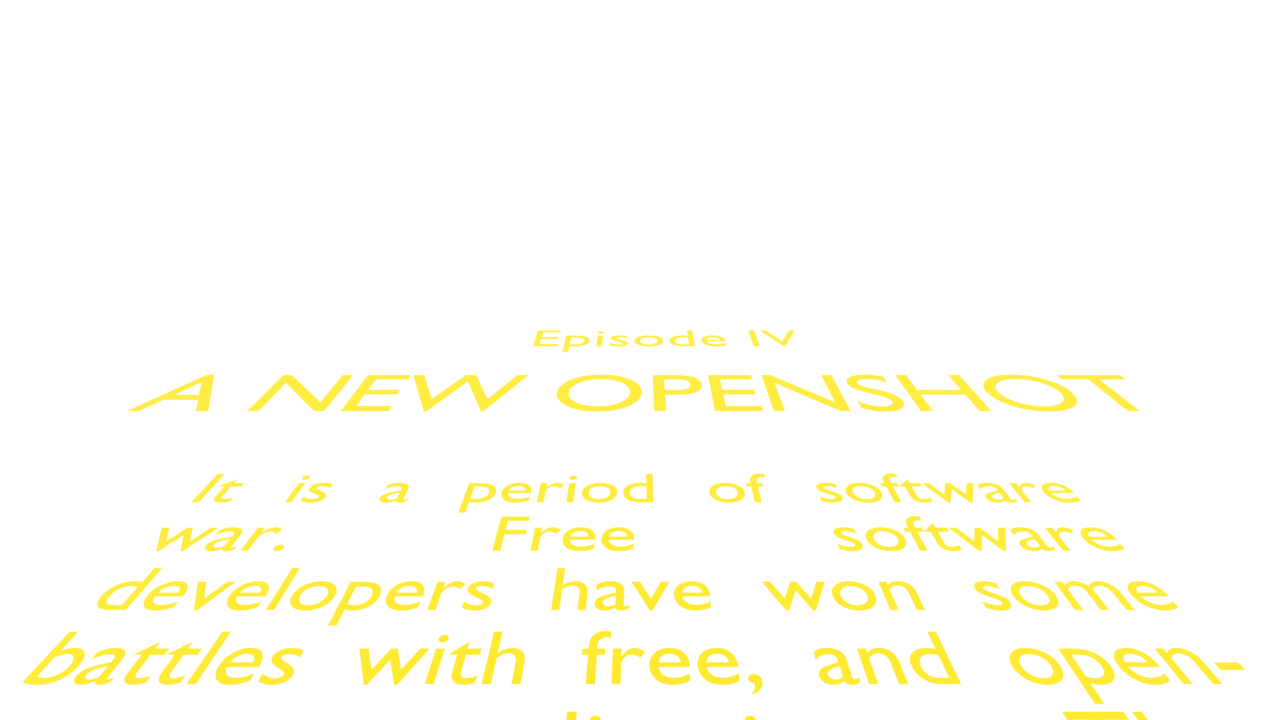 Episode IV
A NEW OPENSHOT
It is a period of software
war. Free software
developers have won some
battles with free, and open-